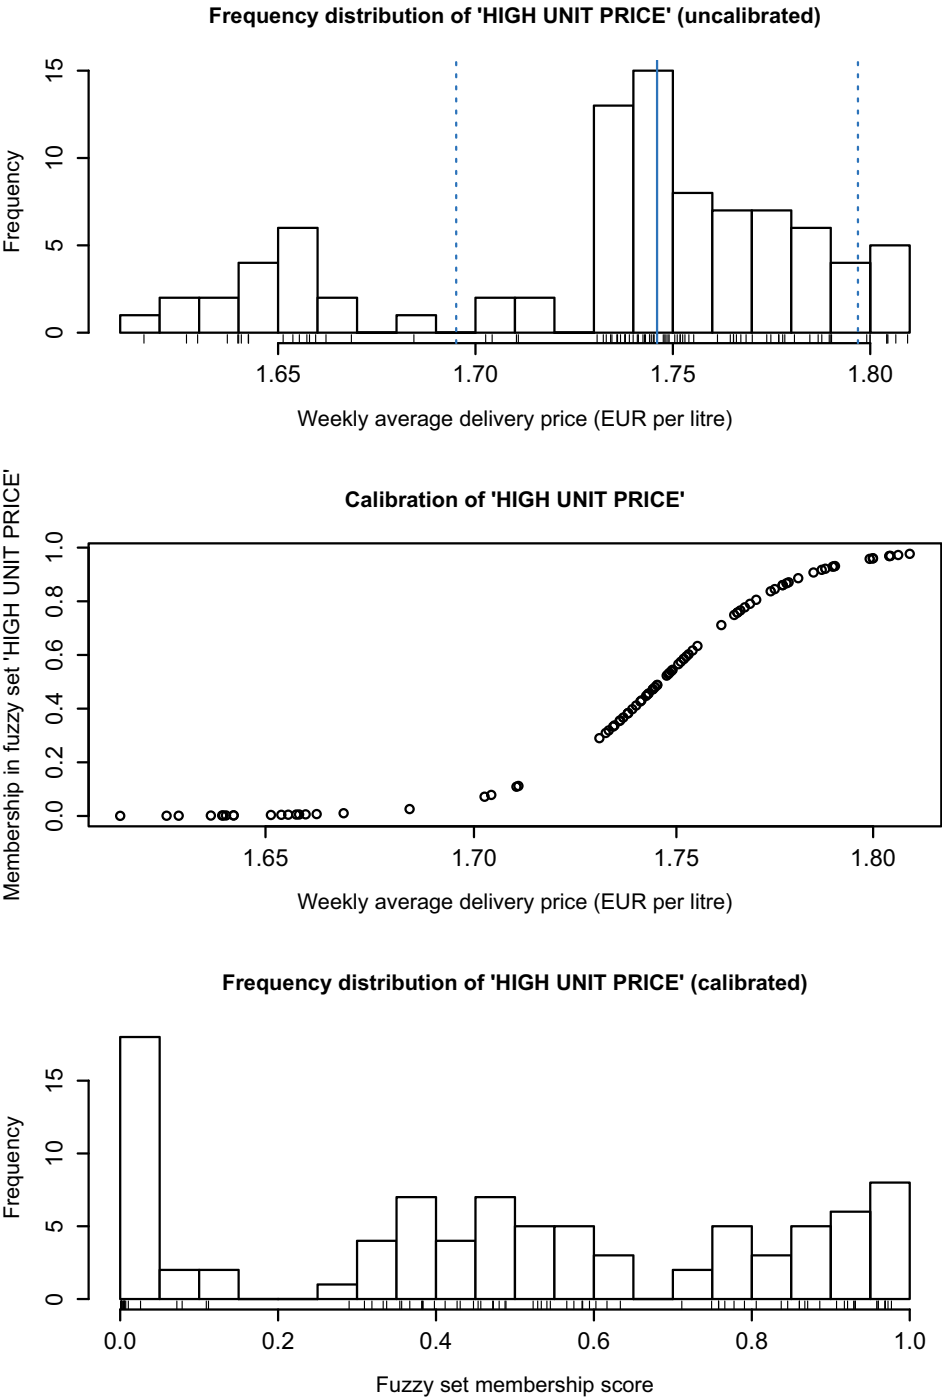 Frequency distribution of 'HIGH UNIT PRICE' (uncalibrated)
Frequency
15
10
5
0
1.65 1.70 1.75 1.80
Weekly average delivery price (EUR per litre)
Calibration of 'HIGH UNIT PRICE'
Membership in fuzzy set 'HIGH UNIT PRICE'
1.0
0.8
0.6
0.4
0.2
0.0
1.65 1.70 1.75 1.80
Weekly average delivery price (EUR per litre)
Frequency distribution of 'HIGH UNIT PRICE' (calibrated)
Frequency
15
10
5
0
0.0 0.2 0.4 0.6 0.8 1.0
Fuzzy set membership score